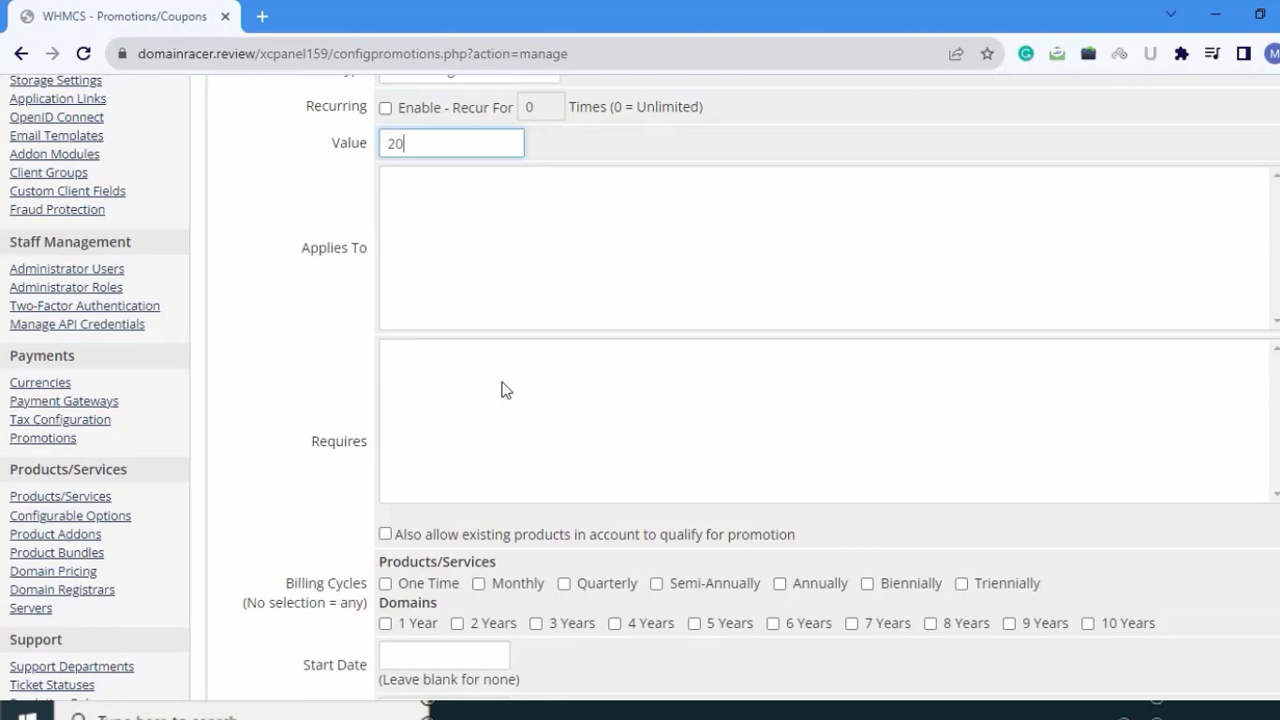 WHMCS - Promotions/Coupons
domainracer.review/xcpanel159/configpromotions.php?action=manage
Storage Settings
Application Links
OpenID Connect
Email Templates
Addon Modules
Client Groups
Custom Client Fields
Fraud Protection
Staff Management
Administrator Users
Administrator Roles
Two-Factor Authentication
Manage API Credentials
Payments
Currencies
Payment Gateways
Tax Configuration
Promotions
Products/Services
Products/Services
Configurable Options
Product Addons
Product Bundles
Domain Pricing
Domain Registrars
Servers
Support
Support Departments
Ticket Statuses
Recurring Enable - Recur For 0 Times (0 = Unlimited)
Value 20
Applies To
Requires
Also allow existing products in account to qualify for promotion
Products/Services
Billing Cycles One Time Monthly Quarterly Semi-Annually Annually Biennially Triennially
(No selection = any) Domains
1 Year 2 Years 3 Years 4 Years 5 Years 6 Years 7 Years 8 Years 9 Years 10 Years
Start Date
(Leave blank for none)
Type here to search